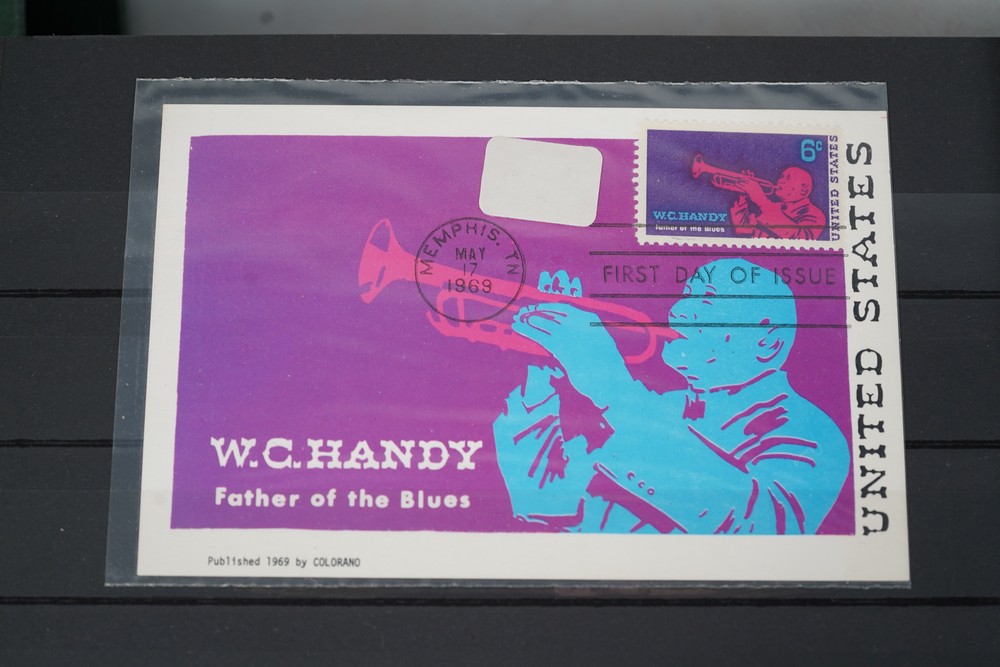 6c
UNITED STATES
W.C.HANDY
Father of the Blues
MEMPHIS, TN
MAY
17
1969
FIRST DAY OF ISSUE
UNITED STATES
W.C.HANDY
Father of the Blues
Published 1969 by COLORANO